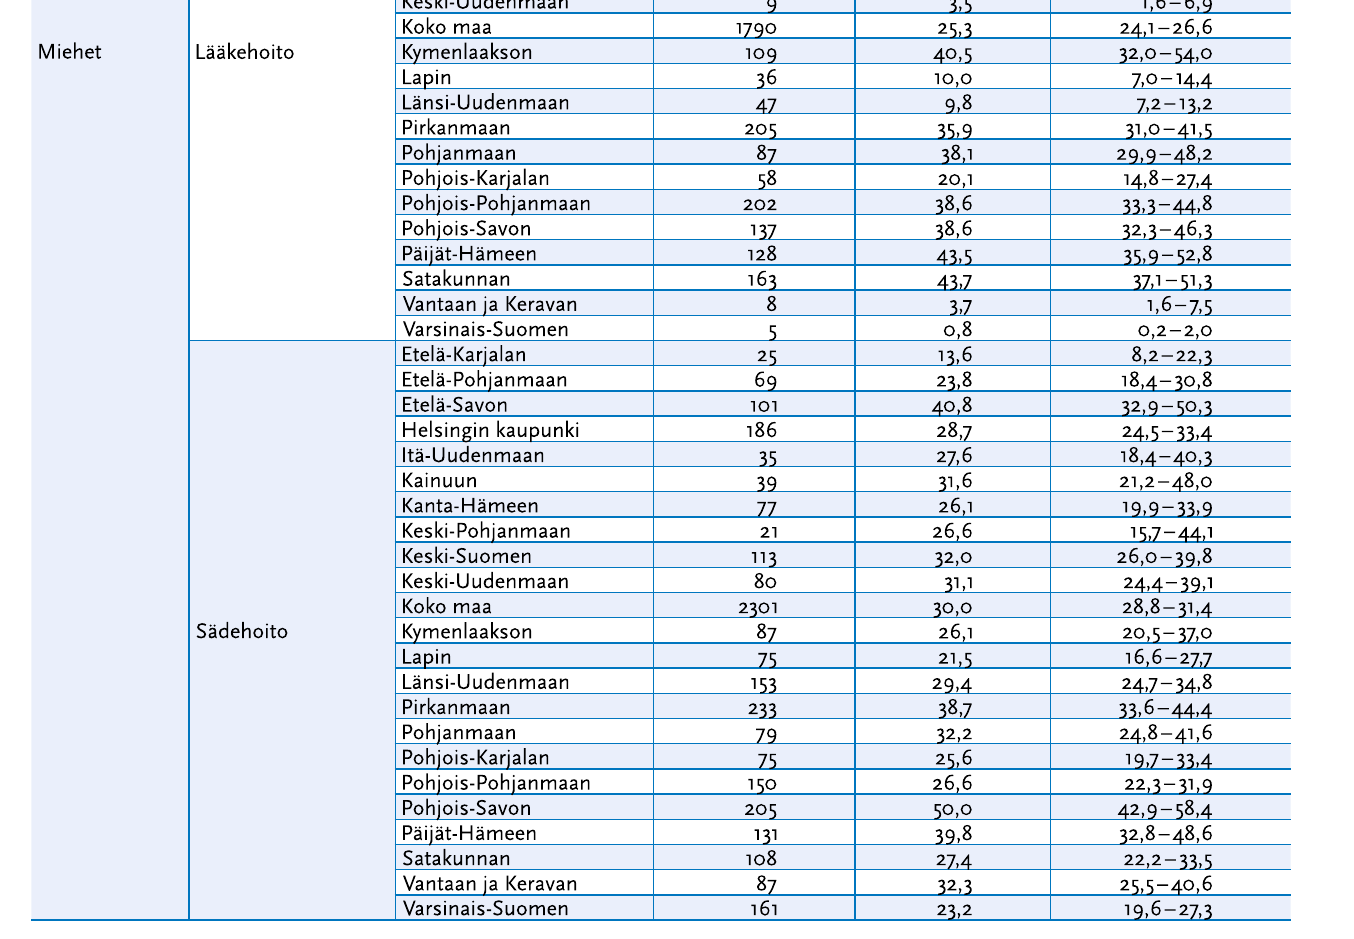 Keski-Uudenmaan 9 3,5 1,6–6,9
Koko maa 1790 25,3 24,1–26,6
Miehet Lääkehoito Kymenlaakson 109 40,5 32,0–54,0
Lapin 36 10,0 7,0–14,4
Länsi-Uudenmaan 47 9,8 7,2–13,2
Pirkanmaan 205 35,9 31,0–41,5
Pohjanmaan 87 38,1 29,9–48,2
Pohjois-Karjalan 58 20,1 14,8–27,4
Pohjois-Pohjanmaan 202 38,6 33,3–44,8
Pohjois-Savon 137 38,6 32,3–46,3
Päijät-Hämeen 128 43,5 35,9–52,8
Satakunnan 163 43,7 37,1–51,3
Vantaan ja Keravan 8 3,7 1,6–7,5
Varsinais-Suomen 5 0,8 0,2–2,0
Etelä-Karjalan 25 13,6 8,2–22,3
Etelä-Pohjanmaan 69 23,8 18,4–30,8
Etelä-Savon 101 40,8 32,9–50,3
Helsingin kaupunki 186 28,7 24,5–33,4
Itä-Uudenmaan 35 27,6 18,4–40,3
Kainuun 39 31,6 21,2–48,0
Kanta-Hämeen 77 26,1 19,9–33,9
Keski-Pohjanmaan 21 26,6 15,7–44,1
Keski-Suomen 113 32,0 26,0–39,8
Keski-Uudenmaan 80 31,1 24,4–39,1
Koko maa 2301 30,0 28,8–31,4
Sädehoito Kymenlaakson 87 26,1 20,5–37,0
Lapin 75 21,5 16,6–27,7
Länsi-Uudenmaan 153 29,4 24,7–34,8
Pirkanmaan 233 38,7 33,6–44,4
Pohjanmaan 79 32,2 24,8–41,6
Pohjois-Karjalan 75 25,6 19,7–33,4
Pohjois-Pohjanmaan 150 26,6 22,3–31,9
Pohjois-Savon 205 50,0 42,9–58,4
Päijät-Hämeen 131 39,8 32,8–48,6
Satakunnan 108 27,4 22,2–33,5
Vantaan ja Keravan 87 32,3 25,5–40,6
Varsinais-Suomen 161 23,2 19,6–27,3